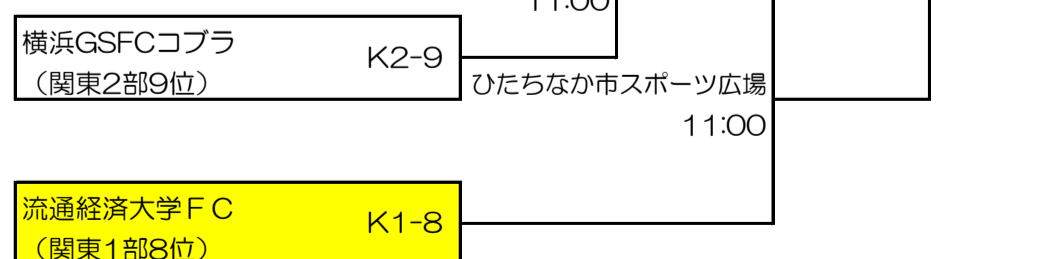 11:00
横浜GSFCコブラ
K2-9
（関東2部9位）
ひたちなか市スポーツ広場
11:00
流通経済大学ＦＣ
K1-8
（関東1部8位）